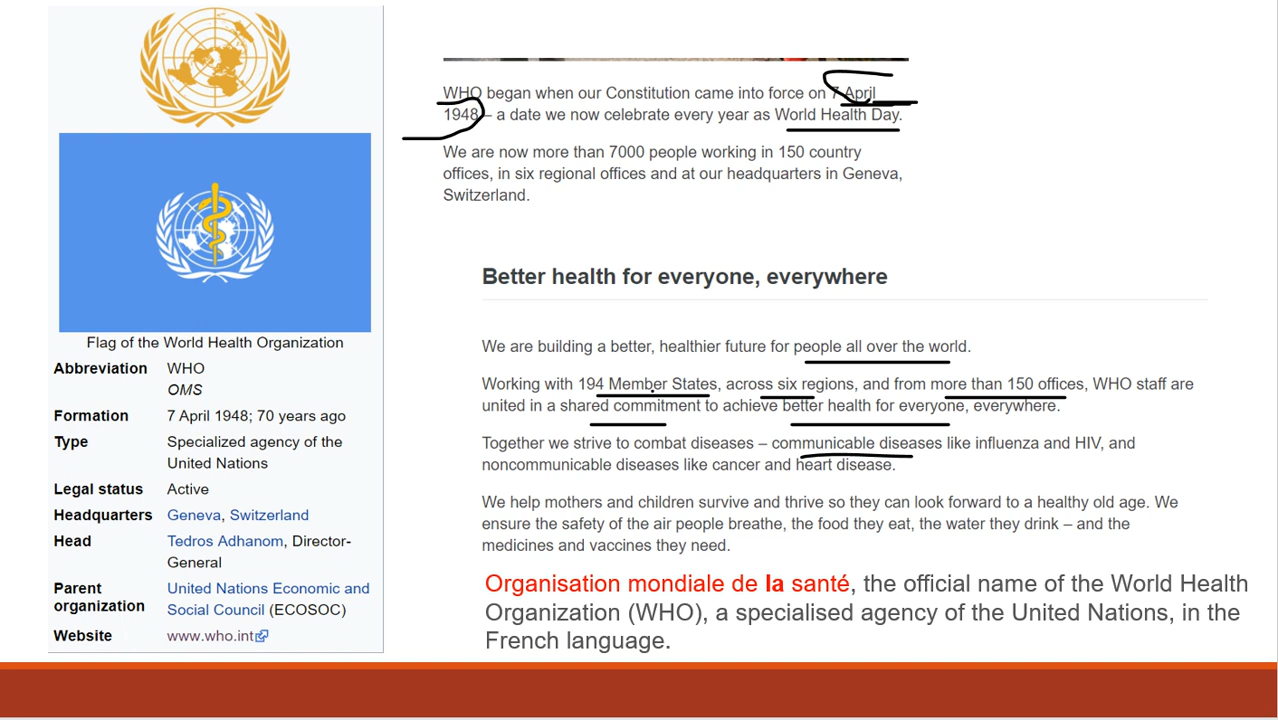 Flag of the World Health Organization
Abbreviation WHO
OMS
Formation 7 April 1948; 70 years ago
Type Specialized agency of the
United Nations
Legal status Active
Headquarters Geneva, Switzerland
Head Tedros Adhanom, Director-
General
Parent organization United Nations Economic and
Social Council (ECOSOC)
Website www.who.int
WHO began when our Constitution came into force on 7 April
1948 – a date we now celebrate every year as World Health Day.
We are now more than 7000 people working in 150 country
offices, in six regional offices and at our headquarters in Geneva,
Switzerland.
Better health for everyone, everywhere
We are building a better, healthier future for people all over the world.
Working with 194 Member States, across six regions, and from more than 150 offices, WHO staff are
united in a shared commitment to achieve better health for everyone, everywhere.
Together we strive to combat diseases – communicable diseases like influenza and HIV, and
noncommunicable diseases like cancer and heart disease.
We help mothers and children survive and thrive so they can look forward to a healthy old age. We
ensure the safety of the air people breathe, the food they eat, the water they drink – and the
medicines and vaccines they need.
Organisation mondiale de la santé, the official name of the World Health
Organization (WHO), a specialised agency of the United Nations, in the
French language.